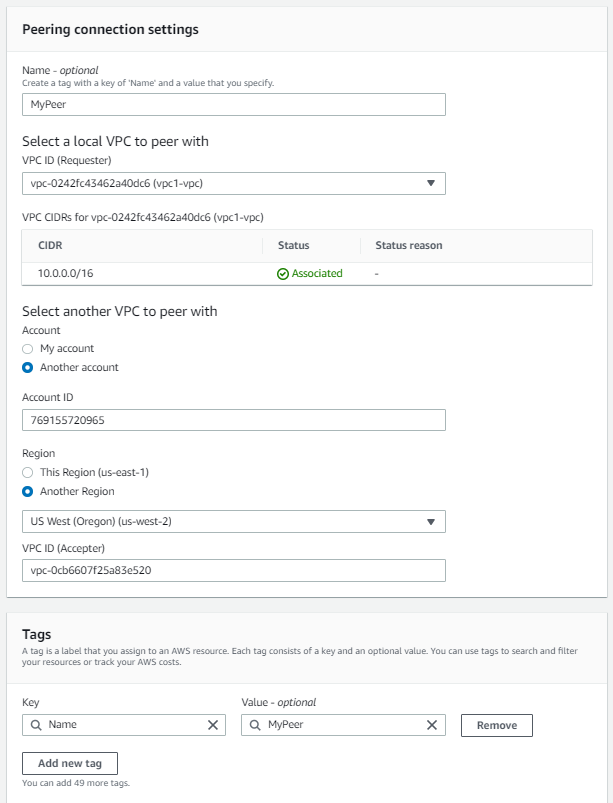 Peering connection settings
Name - optional
Create a tag with a key of 'Name' and a value that you specify.
MyPeer
Select a local VPC to peer with
VPC ID (Requester)
vpc-0242fc43462a40dc6 (vpc1-vpc)
VPC CIDRs for vpc-0242fc43462a40dc6 (vpc1-vpc)
CIDR Status Status reason
10.0.0.0/16 Associated -
Select another VPC to peer with
Account
My account
Another account
Account ID
769155720965
Region
This Region (us-east-1)
Another Region
US West (Oregon) (us-west-2)
VPC ID (Accepter)
vpc-0cb6607f25a83e520
Tags
A tag is a label that you assign to an AWS resource. Each tag consists of a key and an optional value. You can use tags to search and filter
your resources or track your AWS costs.
Key Value - optional
Name MyPeer Remove
Add new tag
You can add 49 more tags.